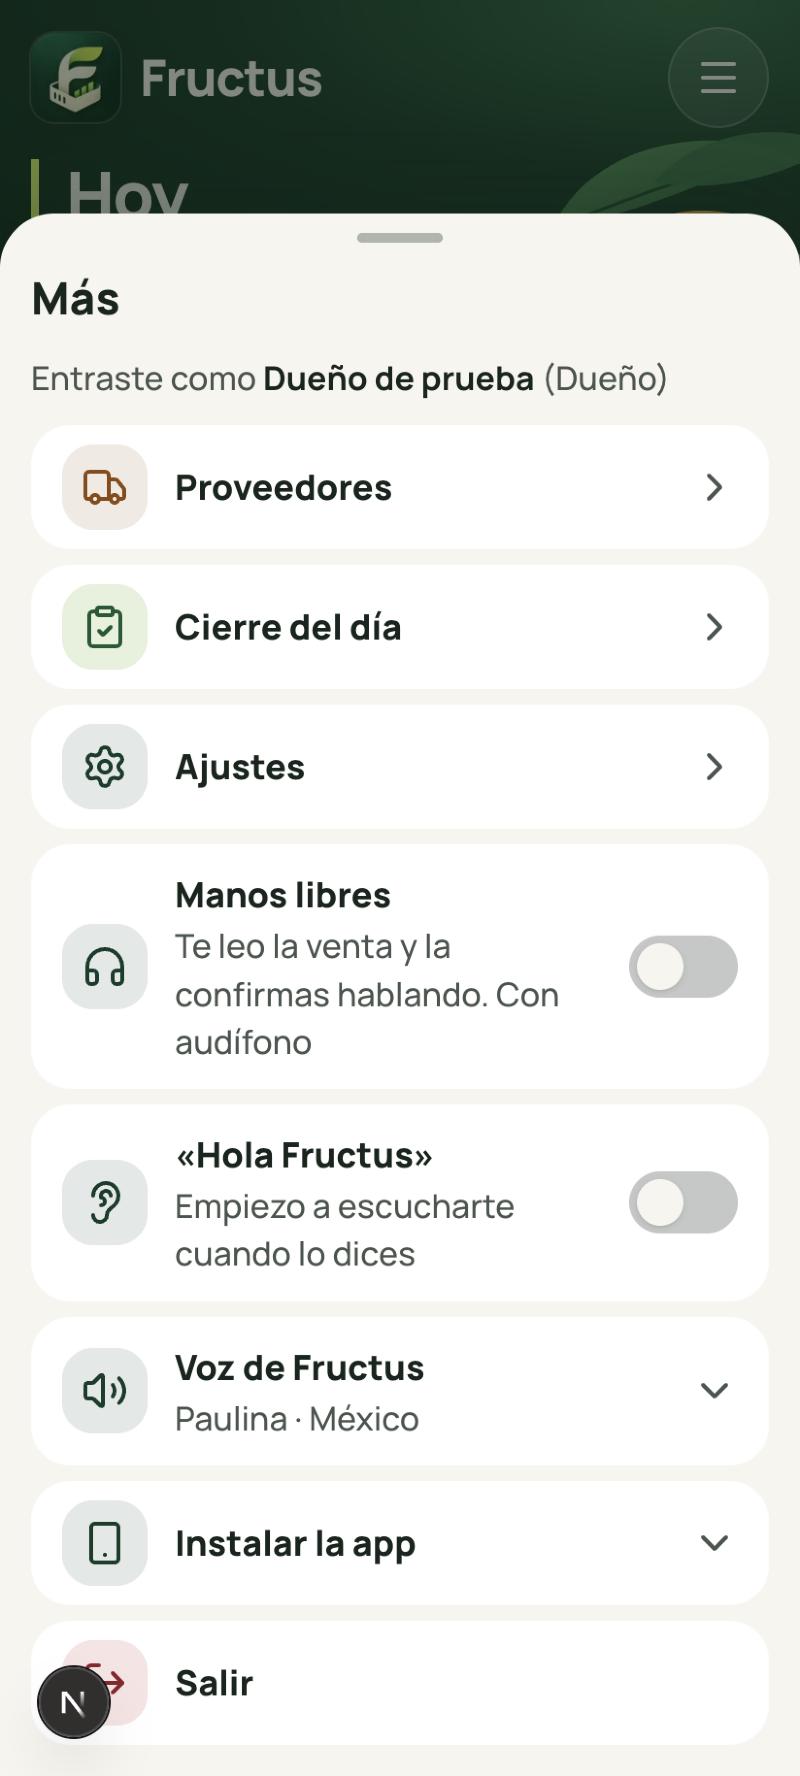 Fructus
Hoy
Más
Entraste como Dueño de prueba (Dueño)
Proveedores
Cierre del día
Ajustes
Manos libres
Te leo la venta y la
confirmas hablando. Con
audífono
«Hola Fructus»
Empiezo a escucharte
cuando lo dices
Voz de Fructus
Paulina · México
Instalar la app
Salir
N